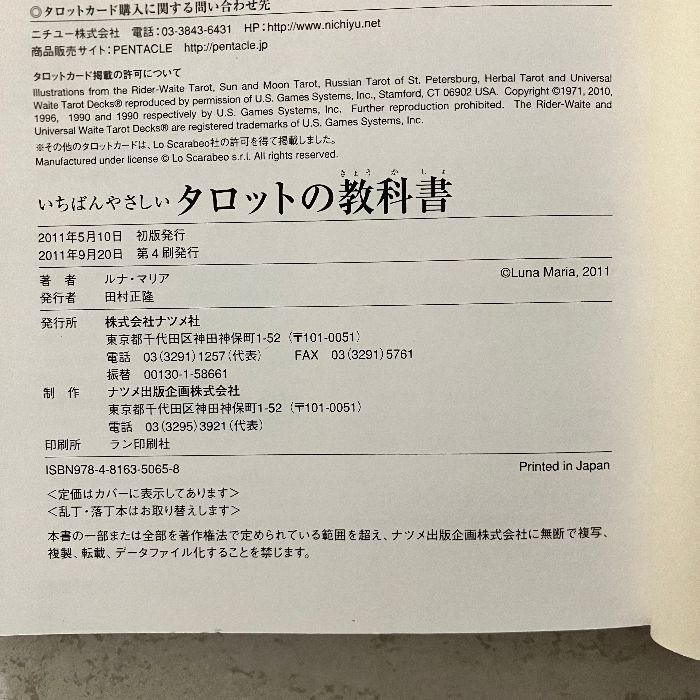 ◎タロットカード購入に関する問い合わせ先
ニチユー株式会社 電話:03-3843-6431 HP:http://www.nichiyu.net
商品販売サイト:PENTACLE http://pentacle.jp
タロットカード掲載の許可について
Illustrations from the Rider-Waite Tarot, Sun and Moon Tarot, Russian Tarot of St. Petersburg, Herbal Tarot and Universal
Waite Tarot Decks® reproduced by permission of U.S. Games Systems, Inc., Stamford, CT 06902 USA. Copyright ©1971, 2010,
1996, 1990 and 1990 respectively by U.S. Games Systems, Inc. Further reproduction prohibited. The Rider-Waite and
Universal Waite Tarot Decks® are registered trademarks of U.S. Games Systems, Inc.
※その他のタロットカードは、Lo Scarabeo社の許可を得て掲載しました。
Manufactured under license © Lo Scarabeo s.r.l. All rights reserved.
きょうかしょ
いちばんやさしい タロットの教科書
2011年5月10日 初版発行
2011年9月20日 第4刷発行
著 者 ルナ・マリア ©Luna Maria, 2011
発行者 田村正隆
発行所 株式会社ナツメ社
東京都千代田区神田神保町1-52(〒101-0051)
電話 03(3291)1257(代表) FAX 03(3291)5761
振替 00130-1-58661
制 作 ナツメ出版企画株式会社
東京都千代田区神田神保町1-52(〒101-0051)
電話 03(3295)3921(代表)
印刷所 ラン印刷社
ISBN978-4-8163-5065-8 Printed in Japan
<定価はカバーに表示してあります>
<乱丁・落丁本はお取り替えします>
本書の一部または全部を著作権法で定められている範囲を超え、ナツメ出版企画株式会社に無断で複写、
複製、転載、データファイル化することを禁じます。